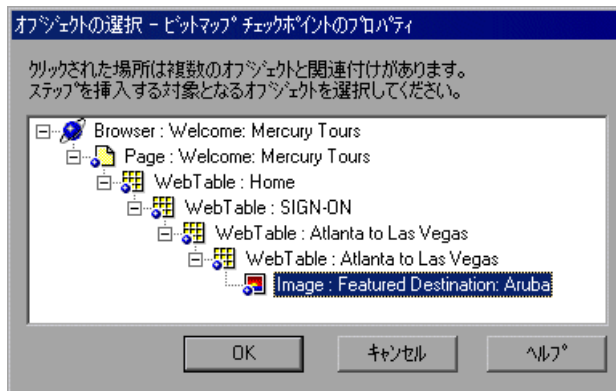 ｵﾌﾞｼﾞｪｸﾄの選択 - ﾋﾞｯﾄﾏｯﾌﾟ ﾁｪｯｸﾎﾟｲﾝﾄのﾌﾟﾛﾊﾟﾃｨ
ｸﾘｯｸされた場所は複数のｵﾌﾞｼﾞｪｸﾄと関連付けがあります。
ｽﾃｯﾌﾟを挿入する対象となるｵﾌﾞｼﾞｪｸﾄを選択してください。
Browser : Welcome: Mercury Tours
Page : Welcome: Mercury Tours
WebTable : Home
WebTable : SIGN-ON
WebTable : Atlanta to Las Vegas
WebTable : Atlanta to Las Vegas
Image : Featured Destination: Aruba
OK ｷｬﾝｾﾙ ﾍﾙﾌﾟ